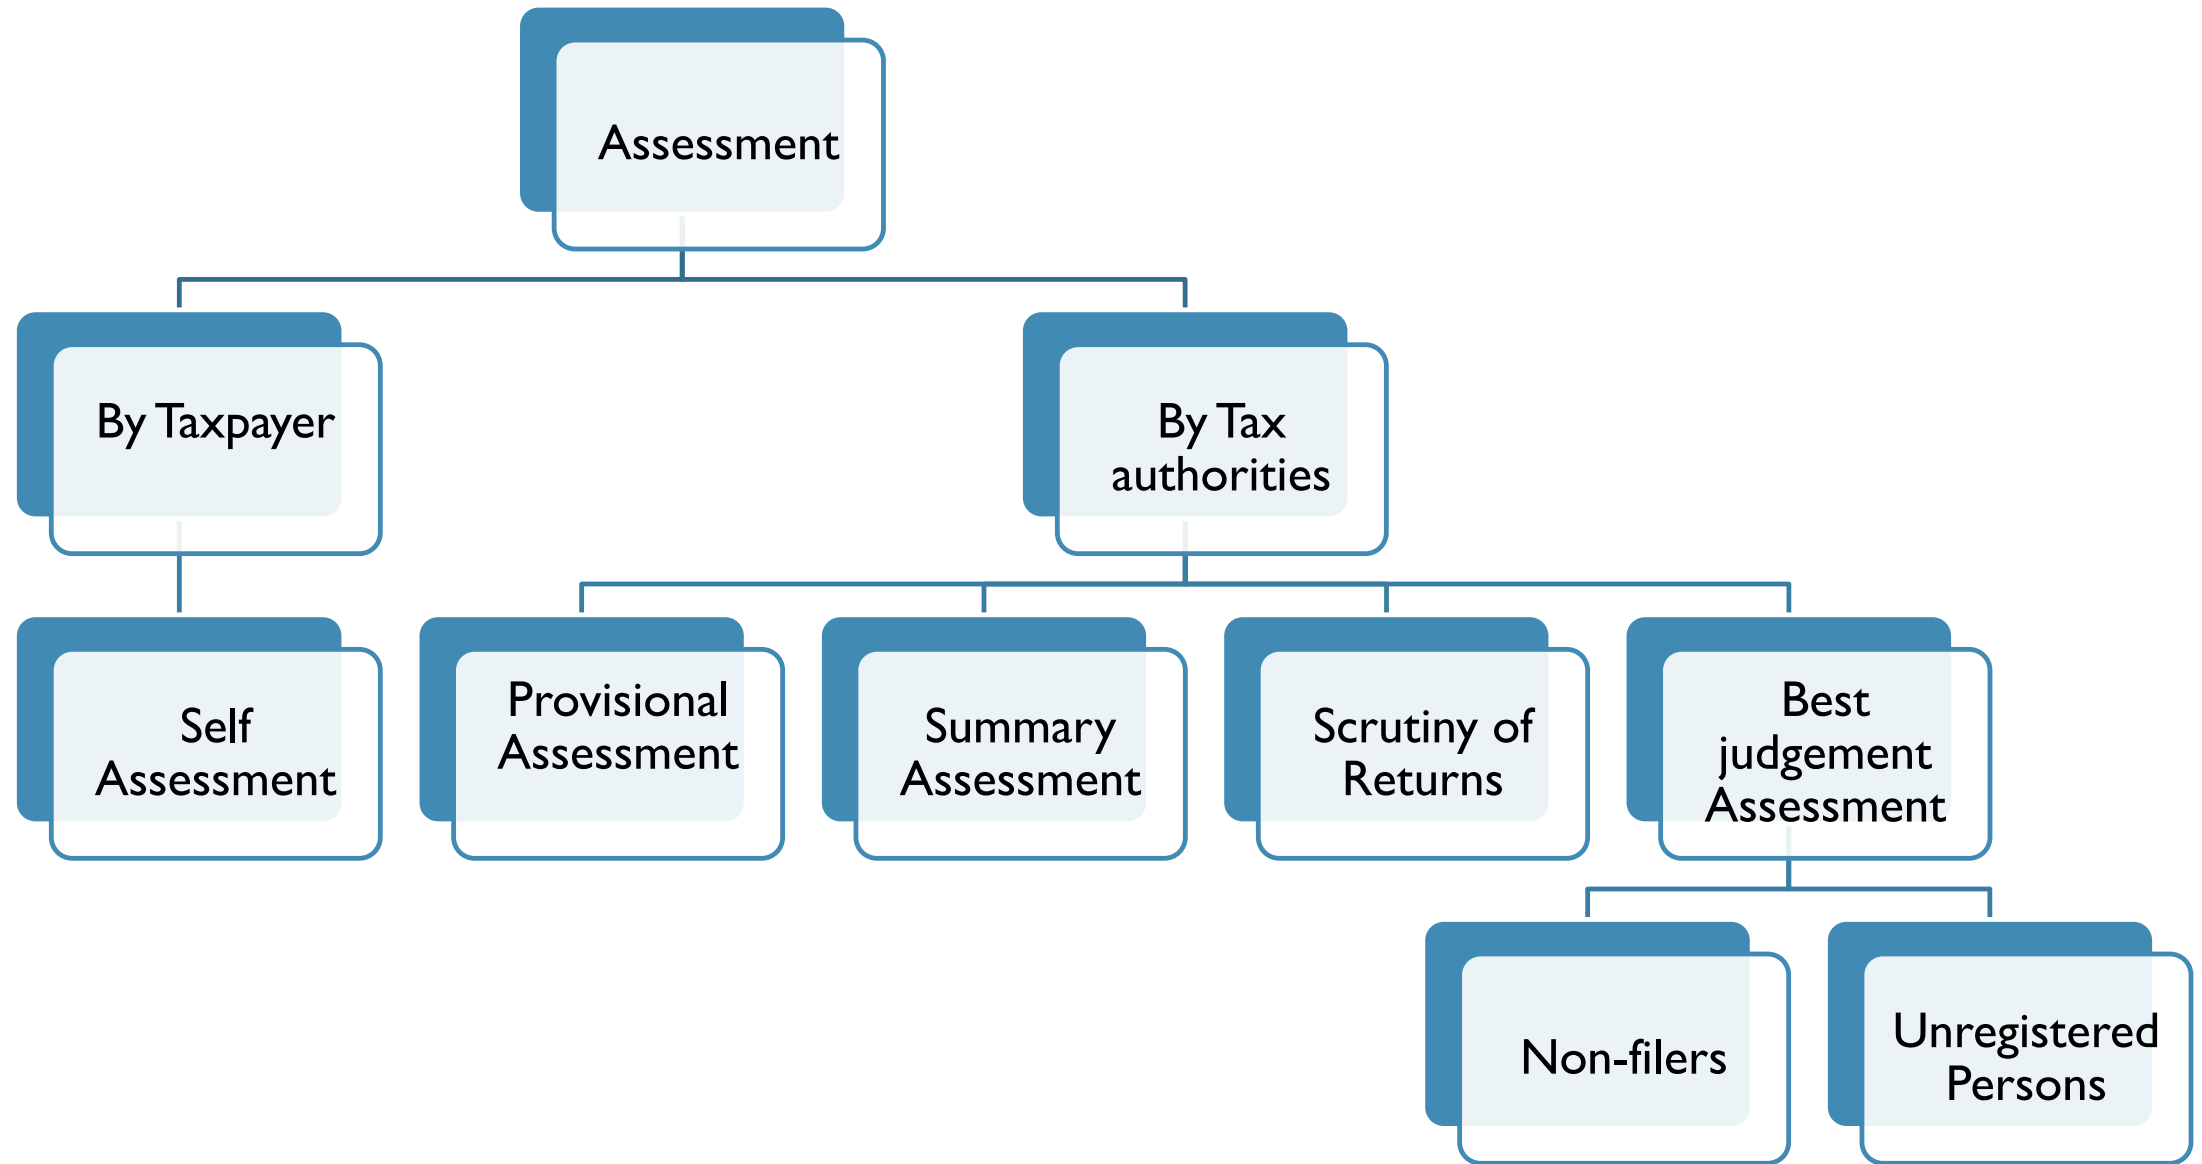 Assessment
By Taxpayer
By Tax
authorities
Self
Assessment
Provisional
Assessment
Summary
Assessment
Scrutiny of
Returns
Best
judgement
Assessment
Non-filers
Unregistered
Persons